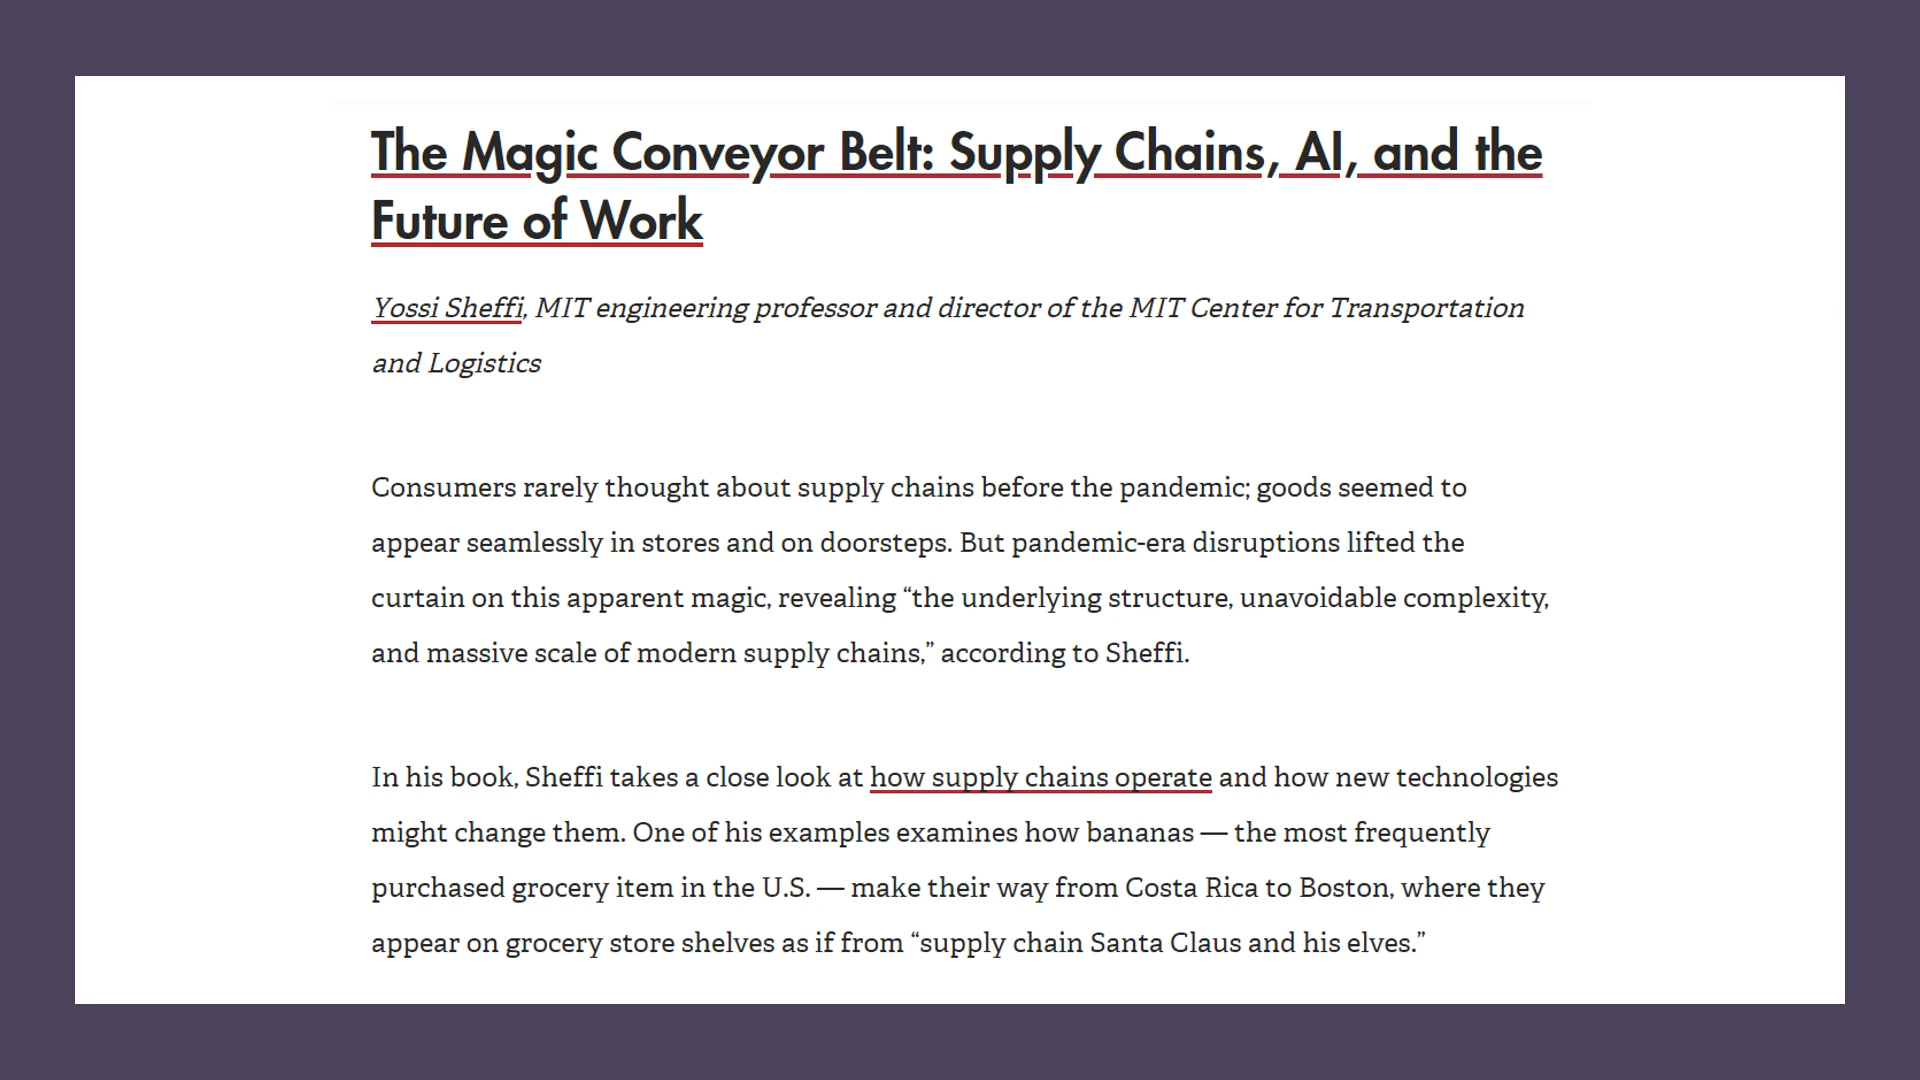 The Magic Conveyor Belt: Supply Chains, AI, and the
Future of Work
Yossi Sheffi, MIT engineering professor and director of the MIT Center for Transportation
and Logistics
Consumers rarely thought about supply chains before the pandemic; goods seemed to
appear seamlessly in stores and on doorsteps. But pandemic-era disruptions lifted the
curtain on this apparent magic, revealing “the underlying structure, unavoidable complexity,
and massive scale of modern supply chains,” according to Sheffi.
In his book, Sheffi takes a close look at how supply chains operate and how new technologies
might change them. One of his examples examines how bananas — the most frequently
purchased grocery item in the U.S. — make their way from Costa Rica to Boston, where they
appear on grocery store shelves as if from “supply chain Santa Claus and his elves.”